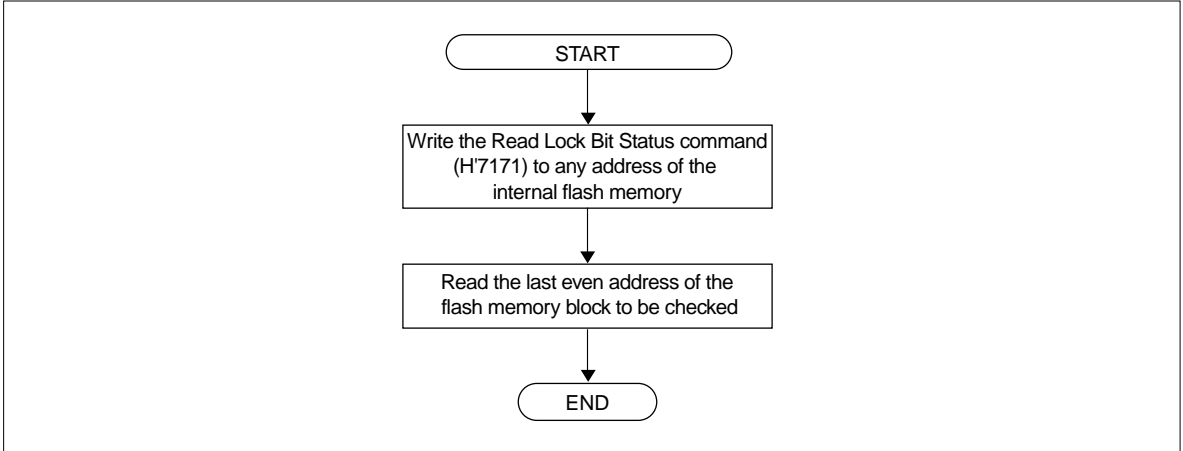 START
Write the Read Lock Bit Status command
(H'7171) to any address of the
internal flash memory
Read the last even address of the
flash memory block to be checked
END